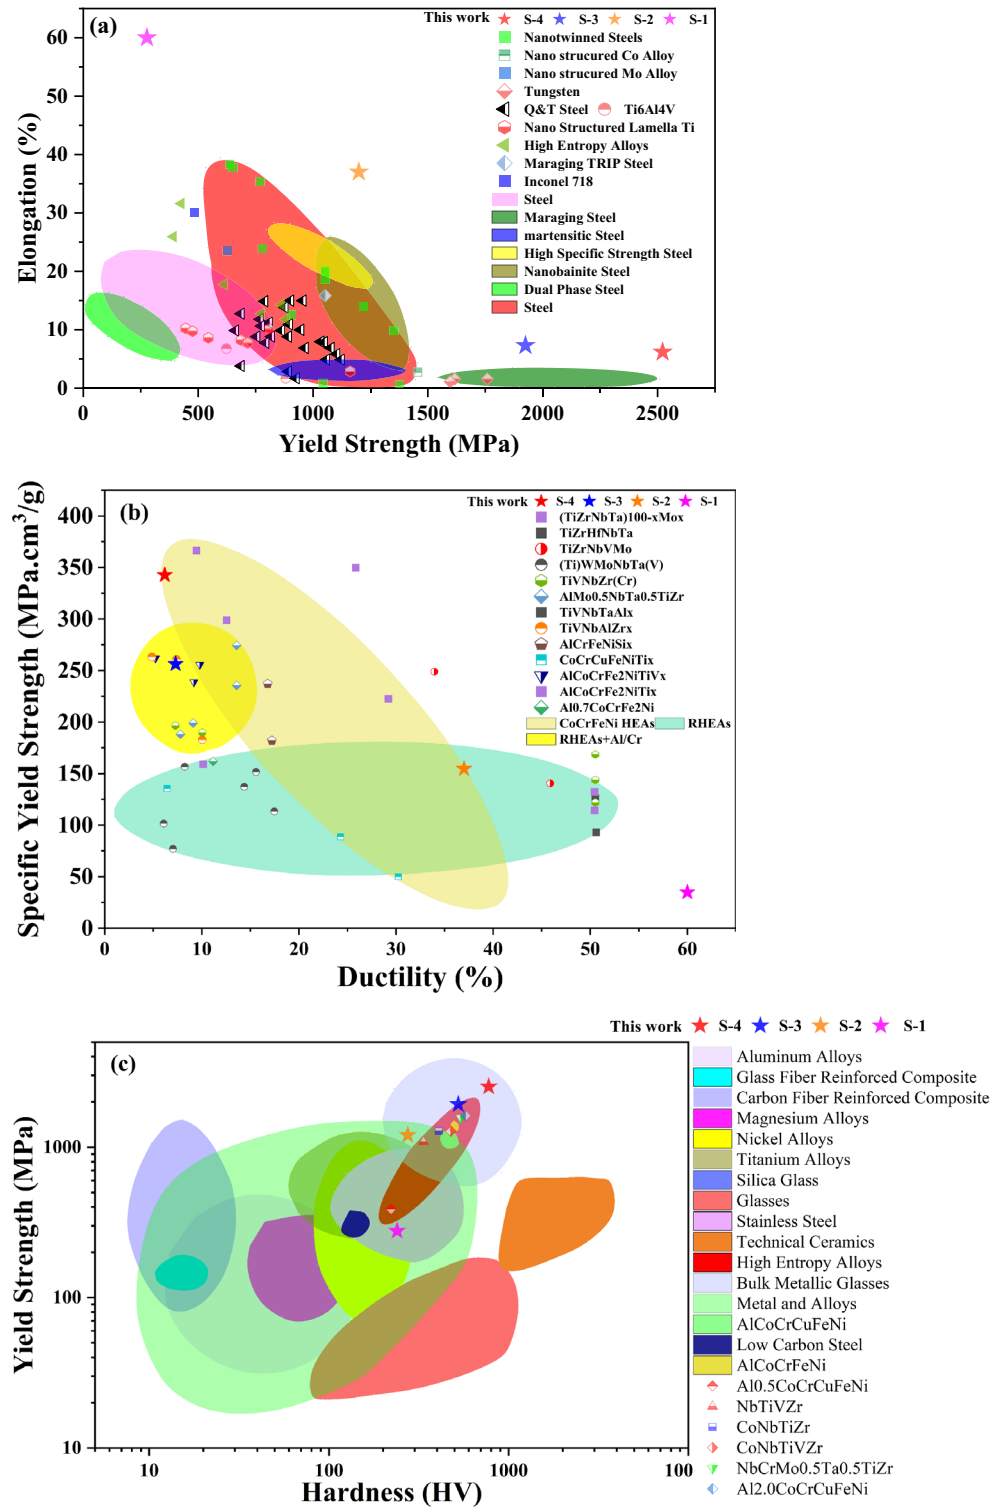 (a)
This work S-4 S-3 S-2 S-1
Nanotwinned Steels
Nano strucured Co Alloy
Nano strucured Mo Alloy
Tungsten
Q&T Steel Ti6Al4V
Nano Structured Lamella Ti
High Entropy Alloys
Maraging TRIP Steel
Inconel 718
Steel
Maraging Steel
martensitic Steel
High Specific Strength Steel
Nanobainite Steel
Dual Phase Steel
Steel
60
50
40
30
20
10
0
Elongation (%)
0 500 1000 1500 2000 2500
Yield Strength (MPa)
(b)
This work S-4 S-3 S-2 S-1
(TiZrNbTa)100-xMox
TiZrHfNbTa
TiZrNbVMo
(Ti)WMoNbTa(V)
TiVNbZr(Cr)
AlMo0.5NbTa0.5TiZr
TiVNbTaAlx
TiVNbAlZrx
AlCrFeNiSix
CoCrCuFeNiTix
AlCoCrFe2NiTiVx
AlCoCrFe2NiTix
Al0.7CoCrFe2Ni
CoCrFeNi HEAs RHEAs
RHEAs+Al/Cr
400
350
300
250
200
150
100
50
0
Specific Yield Strength (MPa.cm3/g)
0 10 20 30 40 50 60
Ductility (%)
This work S-4 S-3 S-2 S-1
(c)
Aluminum Alloys
Glass Fiber Reinforced Composite
Carbon Fiber Reinforced Composite
Magnesium Alloys
Nickel Alloys
Titanium Alloys
Silica Glass
Glasses
Stainless Steel
Technical Ceramics
High Entropy Alloys
Bulk Metallic Glasses
Metal and Alloys
AlCoCrCuFeNi
Low Carbon Steel
AlCoCrFeNi
Al0.5CoCrCuFeNi
NbTiVZr
CoNbTiZr
CoNbTiVZr
NbCrMo0.5Ta0.5TiZr
Al2.0CoCrCuFeNi
1000
100
10
Yield Strength (MPa)
10 100 1000 100
Hardness (HV)